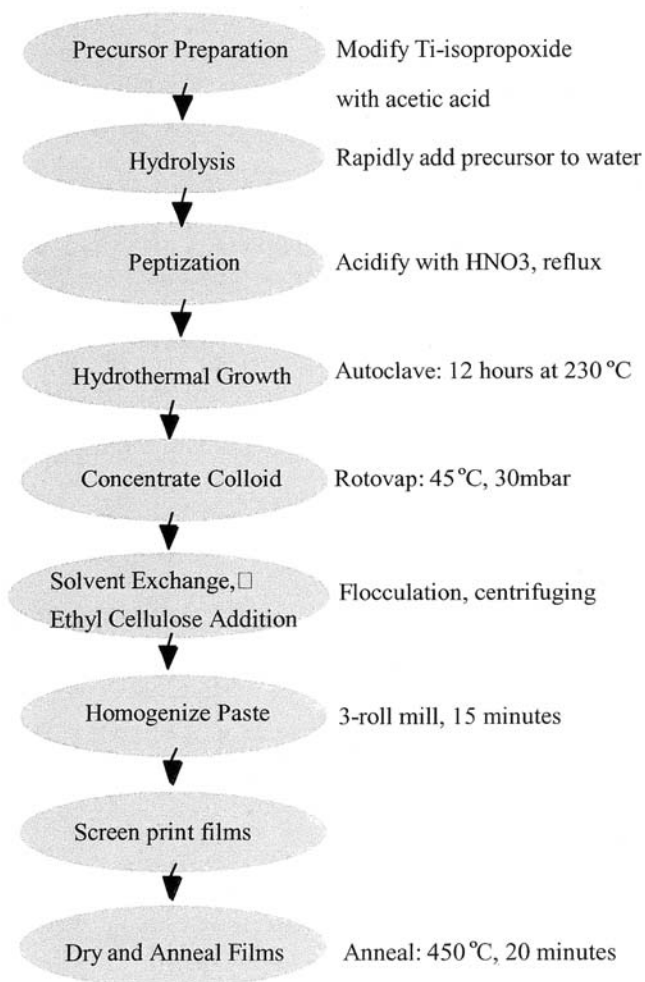 Precursor Preparation
Modify Ti-isopropoxide
with acetic acid
Hydrolysis
Rapidly add precursor to water
Peptization
Acidify with HNO3, reflux
Hydrothermal Growth
Autoclave: 12 hours at 230 °C
Concentrate Colloid
Rotovap: 45°C, 30mbar
Solvent Exchange,□
Ethyl Cellulose Addition
Flocculation, centrifuging
Homogenize Paste
3-roll mill, 15 minutes
Screen print films
Dry and Anneal Films
Anneal: 450°C, 20 minutes